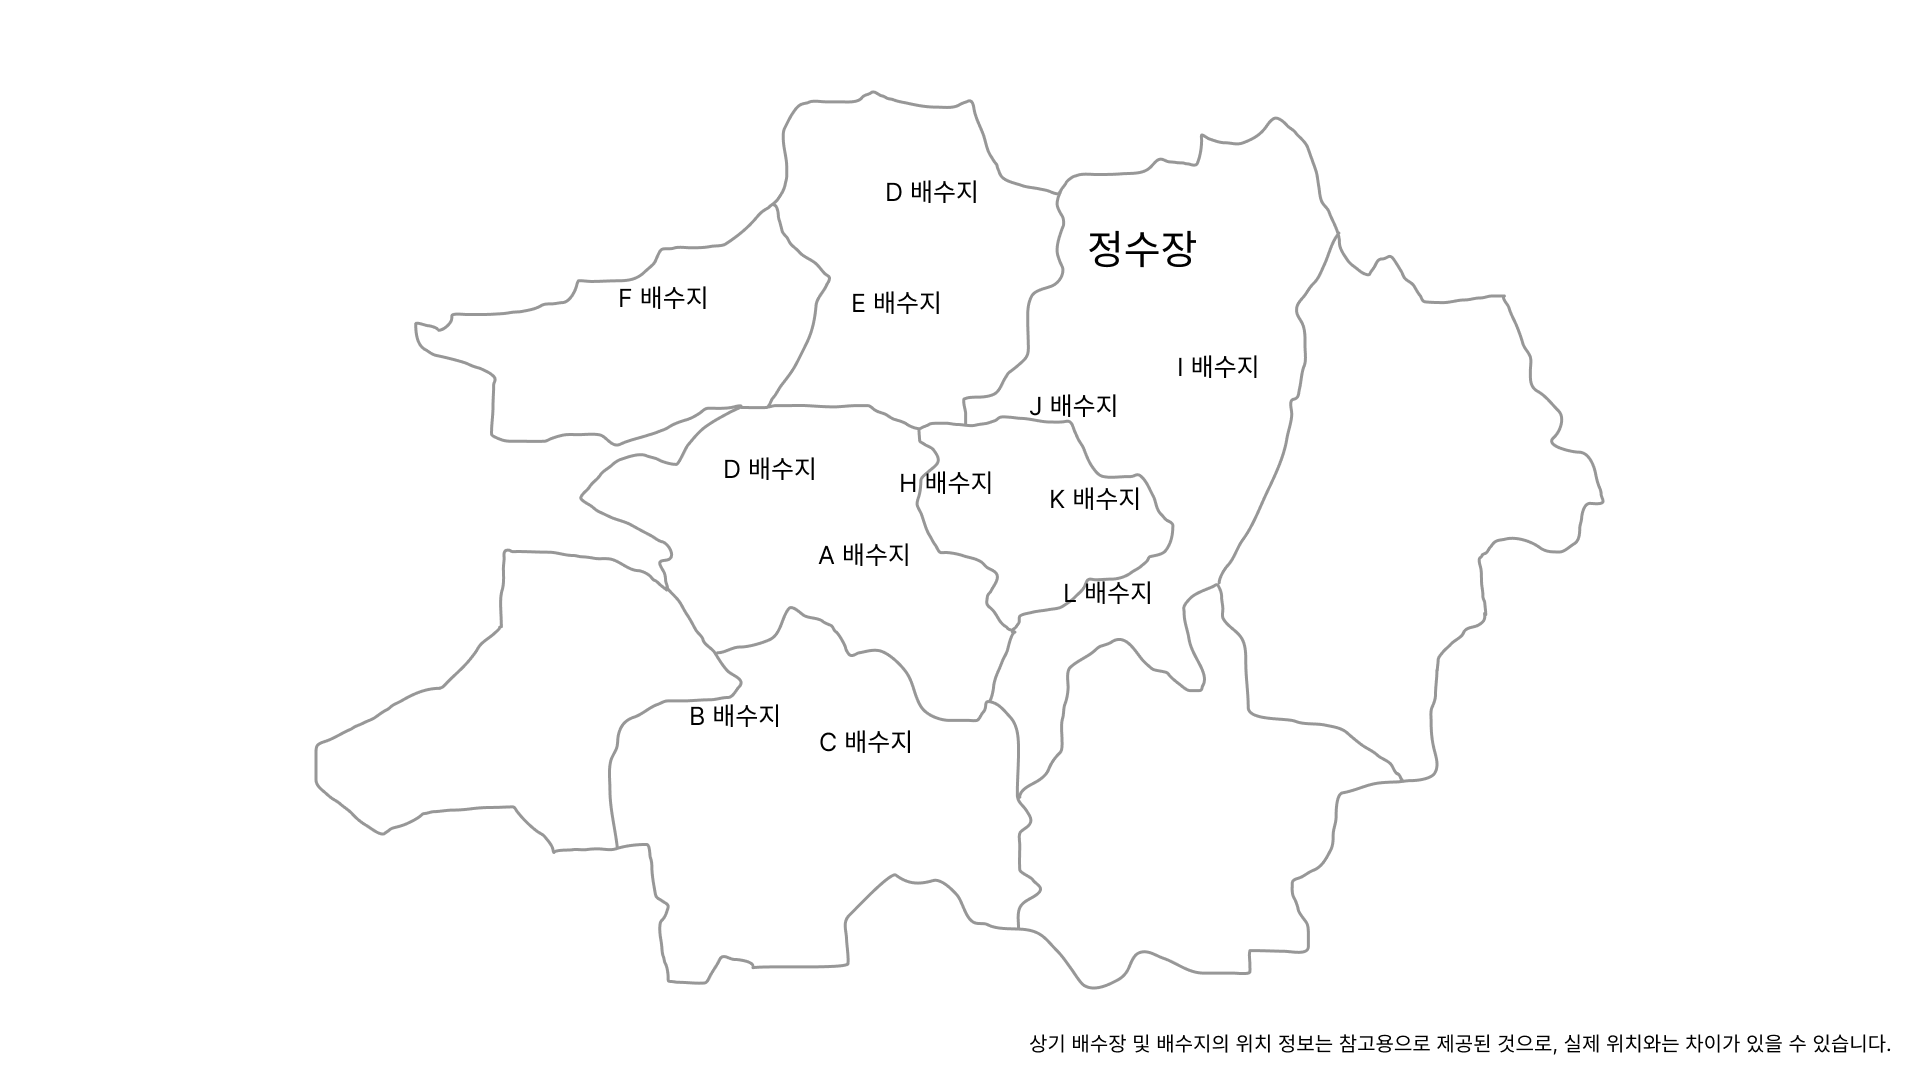 D 배수지
정수장
F 배수지
E 배수지
I 배수지
J 배수지
D 배수지
H 배수지
K 배수지
A 배수지
L 배수지
B 배수지
C 배수지
상기 배수장 및 배수지의 위치 정보는 참고용으로 제공된 것으로, 실제 위치와는 차이가 있을 수 있습니다.